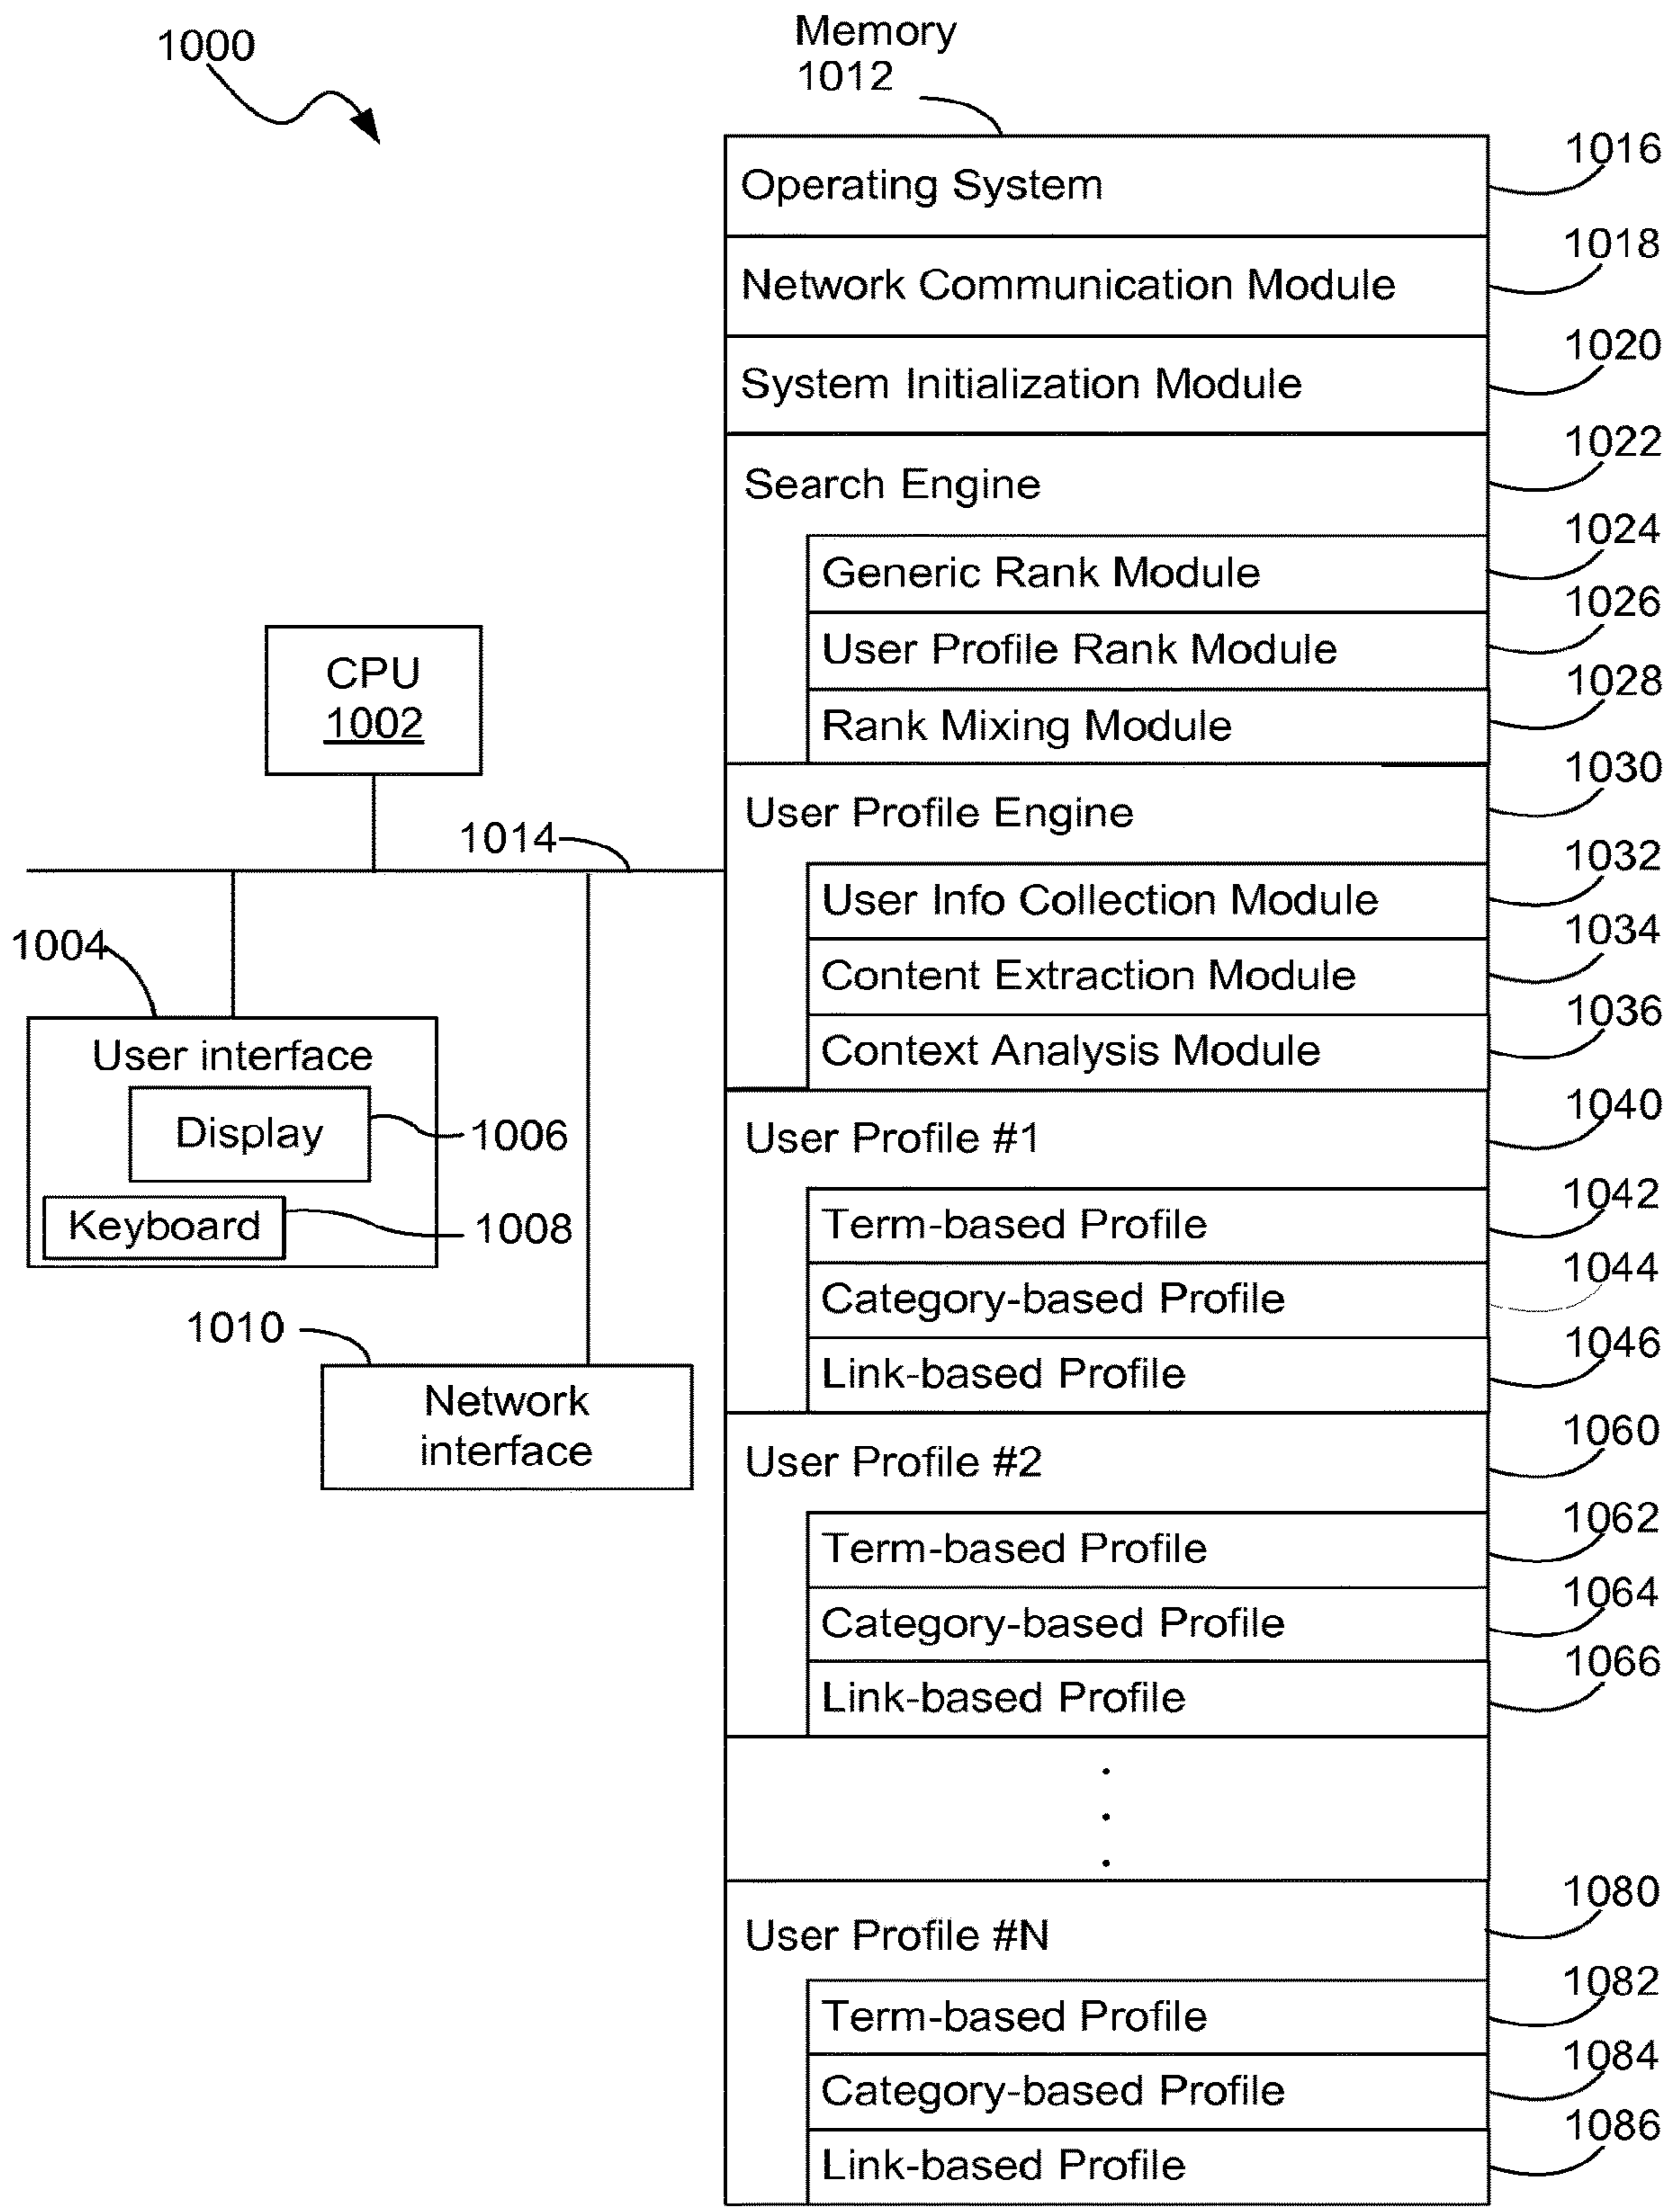 1000
Memory
1012
Operating System
1016
Network Communication Module
1018
System Initialization Module
1020
Search Engine
1022
Generic Rank Module
1024
User Profile Rank Module
1026
Rank Mixing Module
1028
CPU
1002
User Profile Engine
1030
1014
User Info Collection Module
1032
Content Extraction Module
1034
Context Analysis Module
1036
1004
User interface
Display
1006
Keyboard
1008
1010
Network
interface
User Profile #1
1040
Term-based Profile
1042
Category-based Profile
1044
Link-based Profile
1046
User Profile #2
1060
Term-based Profile
1062
Category-based Profile
1064
Link-based Profile
1066
.
.
.
User Profile #N
1080
Term-based Profile
1082
Category-based Profile
1084
Link-based Profile
1086